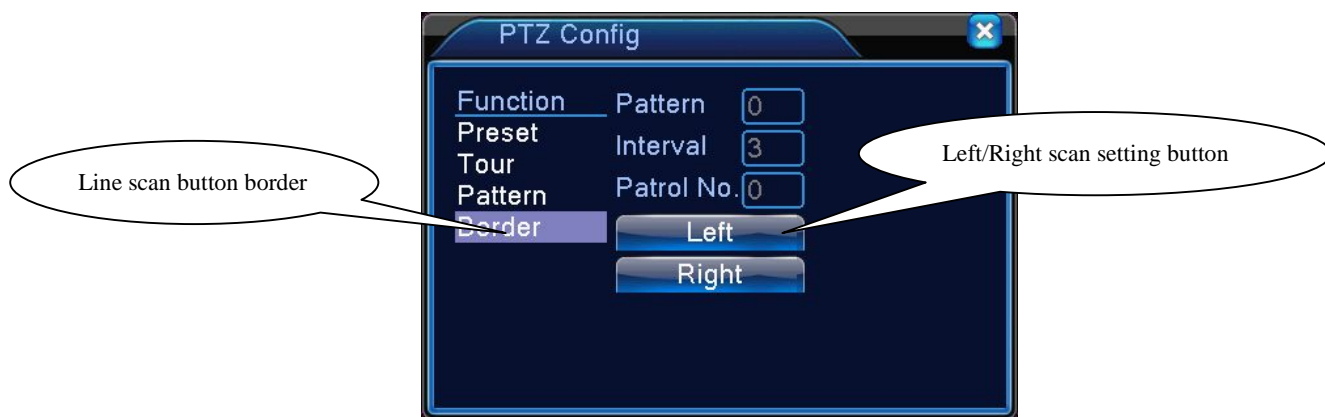 PTZ Config
Function
Preset
Tour
Pattern
Border
Pattern 0
Interval 3
Patrol No. 0
Left
Right
Line scan button border
Left/Right scan setting button